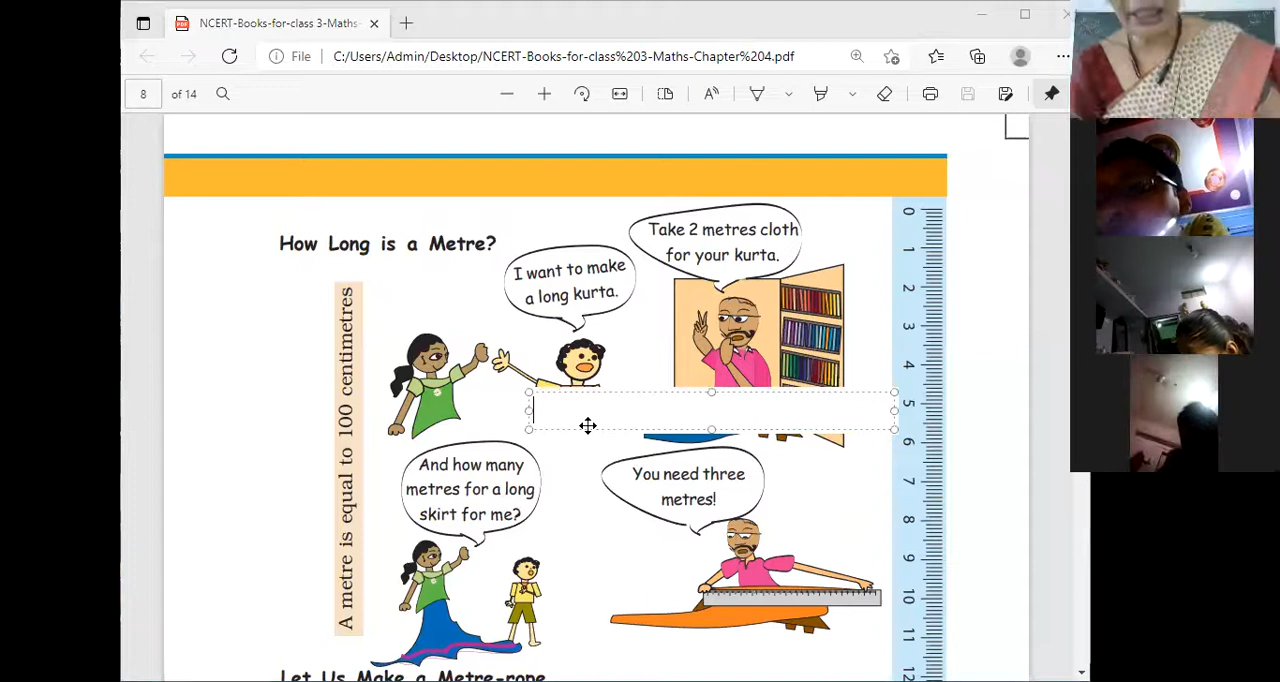 NCERT-Books-for-class 3-Maths-
File
C:/Users/Admin/Desktop/NCERT-Books-for-class%203-Maths-Chapter%204.pdf
8
of 14
How Long is a Metre?
I want to make
a long kurta.
Take 2 metres cloth
for your kurta.
A metre is equal to 100 centimetres
And how many
metres for a long
skirt for me?
You need three
metres!
0
1
2
3
4
5
6
7
8
9
10
11
12
Let Us Make a Metre-rope